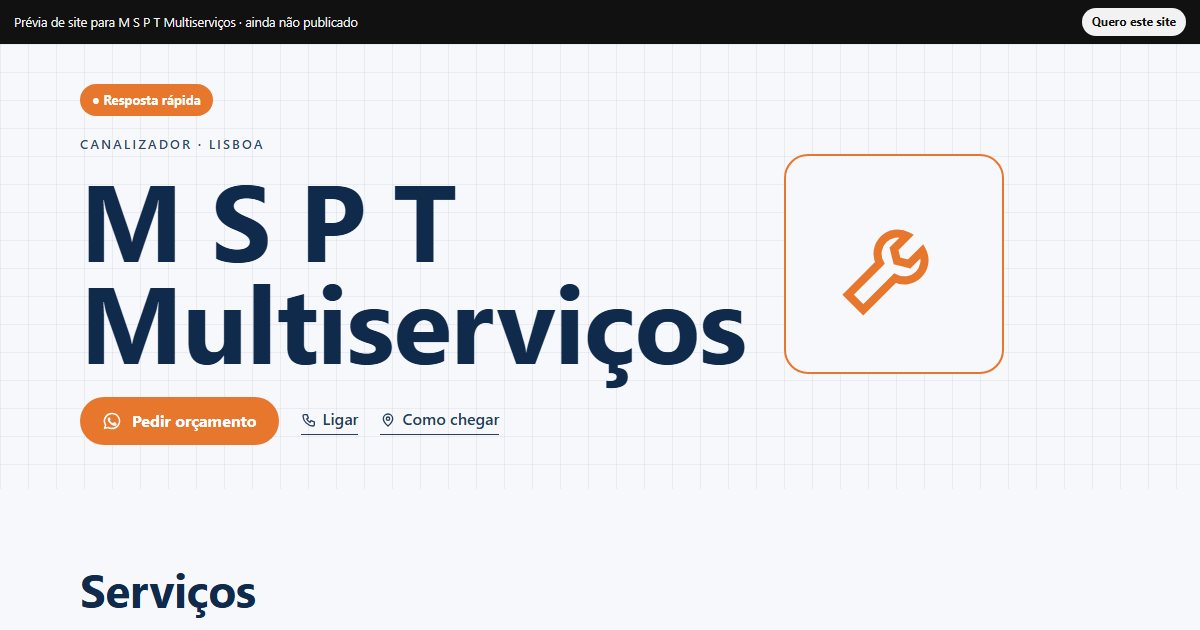 Prévia de site para M S P T Multiserviços · ainda não publicado
Quero este site
Resposta rápida
CANALIZADOR · LISBOA
M S P T
Multiserviços
Pedir orçamento
Ligar
Como chegar
Serviços